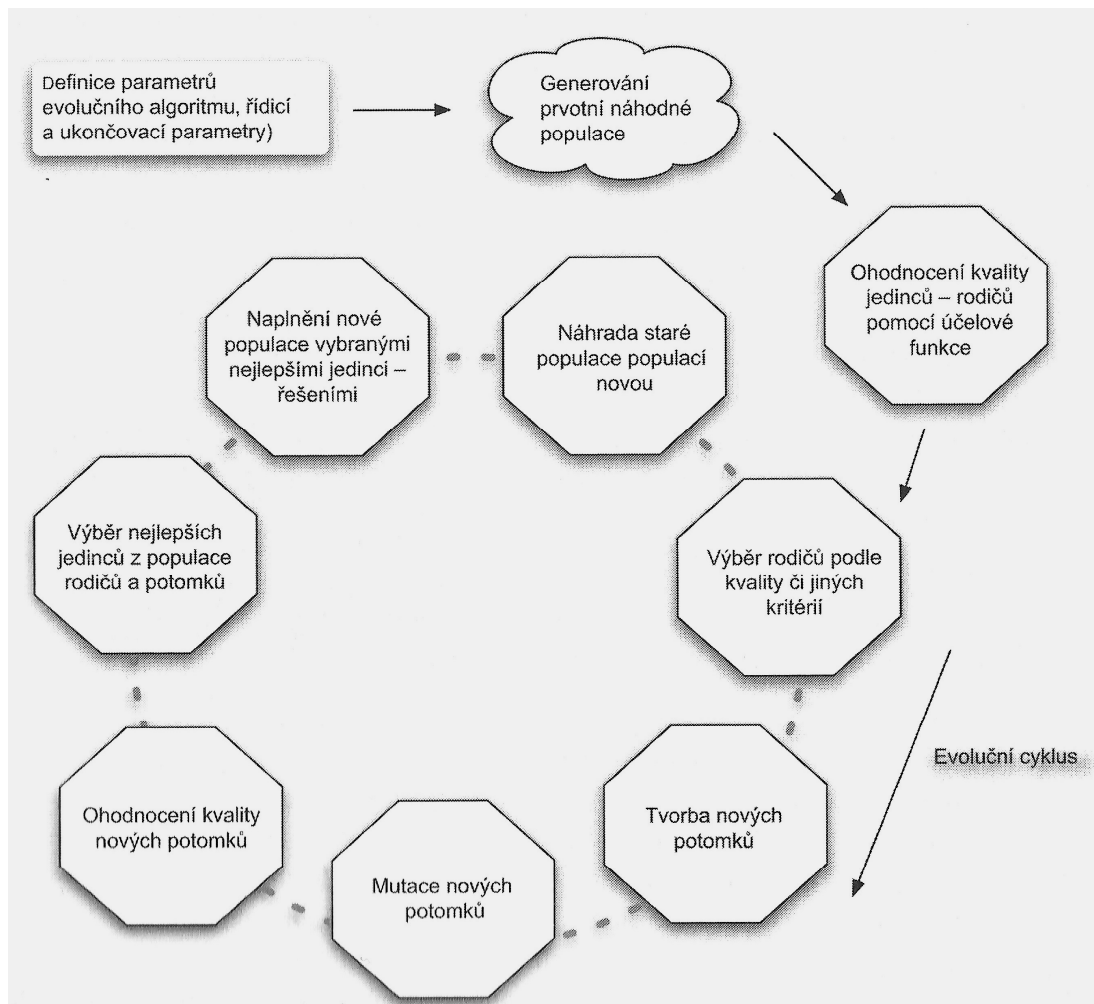 Definice parametrů
evolučního algoritmu, řídicí
a ukončovací parametry)
Generování
prvotní náhodné
populace
Ohodnocení kvality
jedinců – rodičů
pomocí účelové
funkce
Výběr rodičů podle
kvality či jiných
kritérií
Evoluční cyklus
Tvorba nových
potomků
Mutace nových
potomků
Ohodnocení kvality
nových potomků
Výběr nejlepších
jedinců z populace
rodičů a potomků
Naplnění nové
populace vybranými
nejlepšími jedinci –
řešeními
Náhrada staré
populace populací
novou